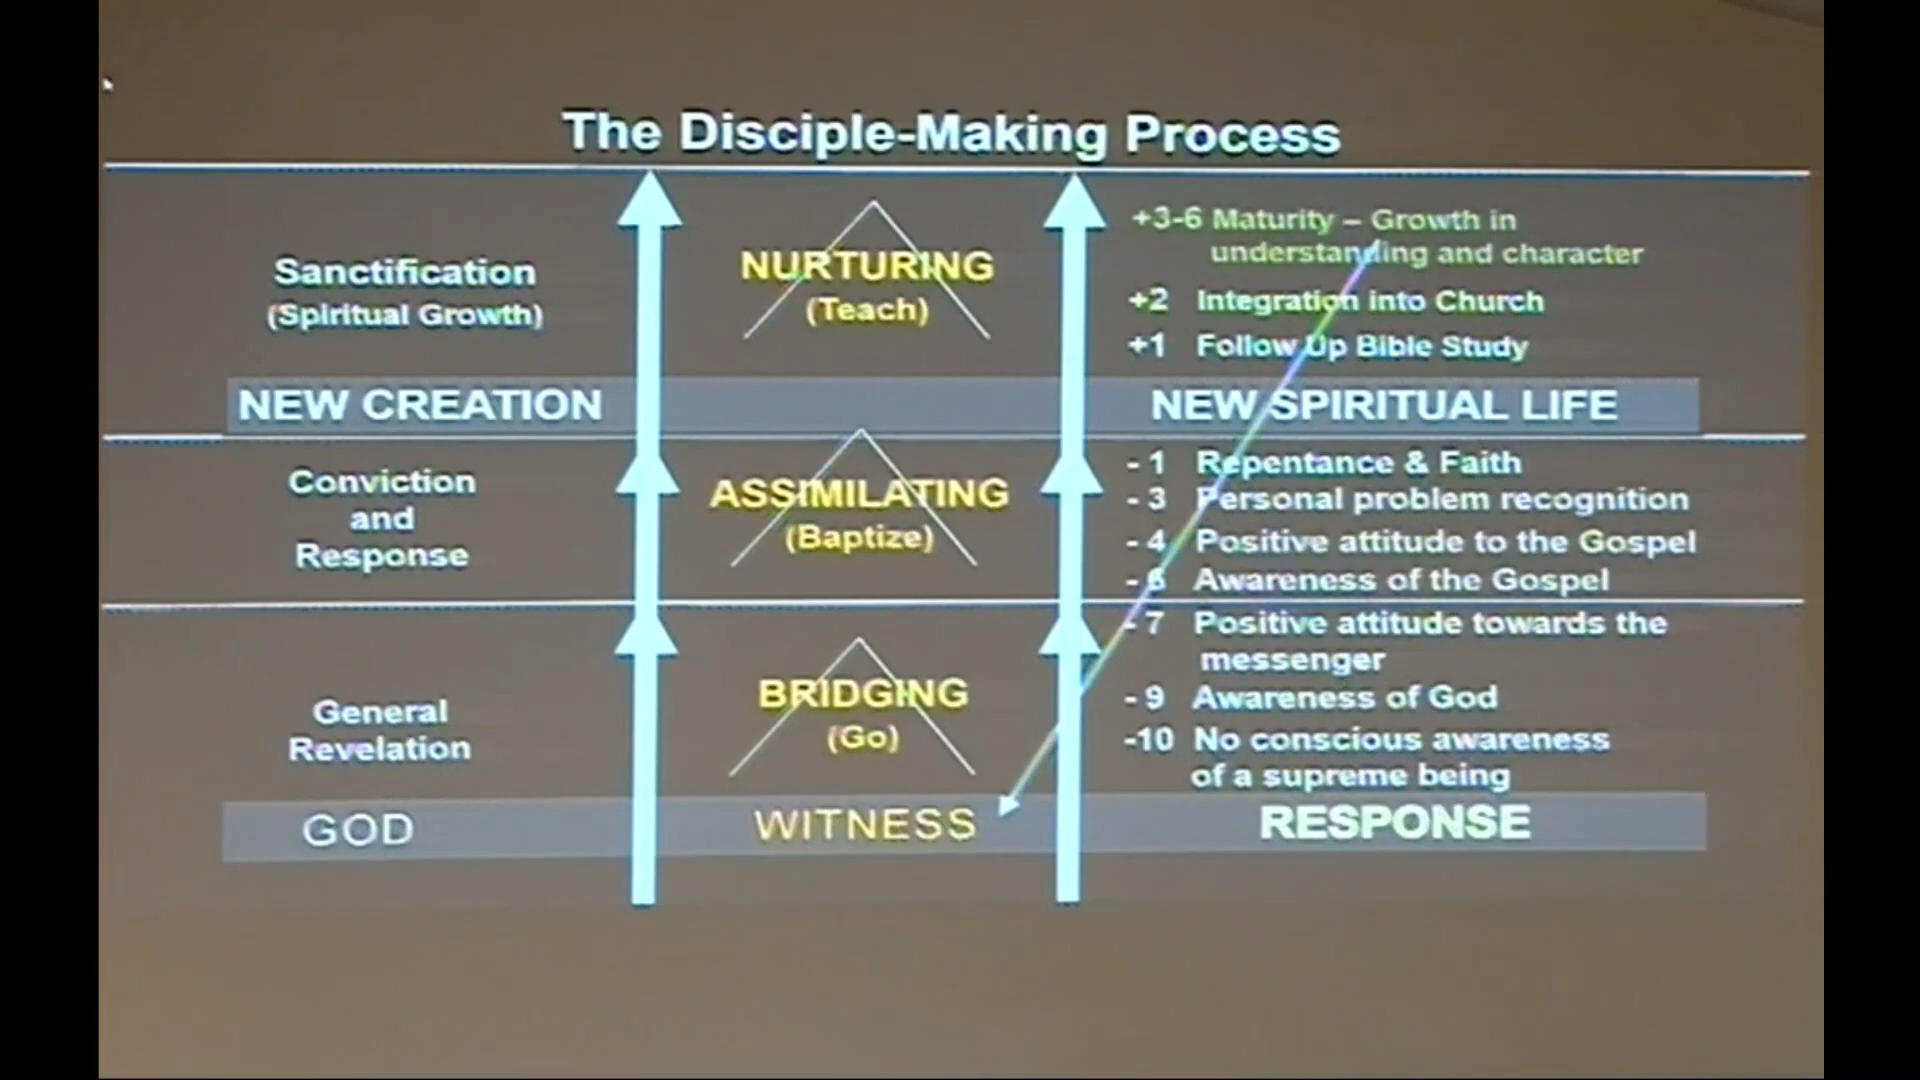 The Disciple-Making Process
Sanctification
(Spiritual Growth)
NURTURING
(Teach)
+3-6 Maturity – Growth in
understanding and character
+2 Integration into Church
+1 Follow Up Bible Study
NEW CREATION
NEW SPIRITUAL LIFE
Conviction
and
Response
ASSIMILATING
(Baptize)
- 1 Repentance & Faith
- 3 Personal problem recognition
- 4 Positive attitude to the Gospel
- 6 Awareness of the Gospel
General
Revelation
BRIDGING
(Go)
- 7 Positive attitude towards the
messenger
- 9 Awareness of God
-10 No conscious awareness
of a supreme being
GOD
WITNESS
RESPONSE